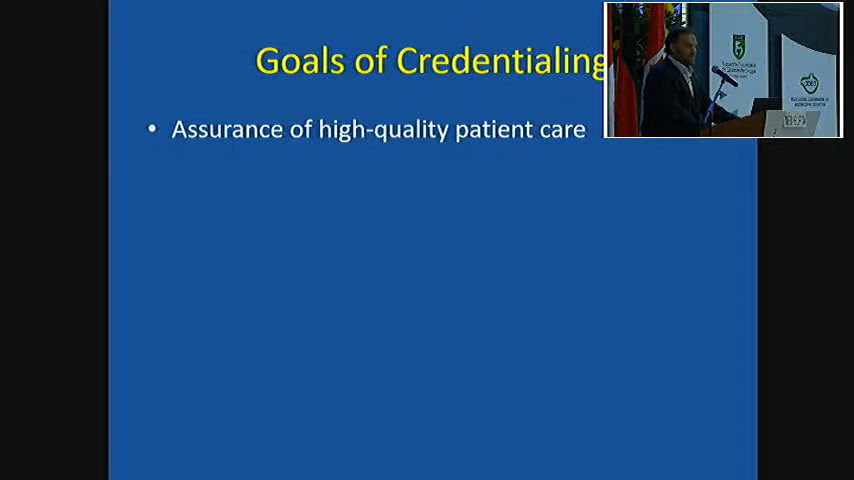 Goals of Credentialing
• Assurance of high-quality patient care